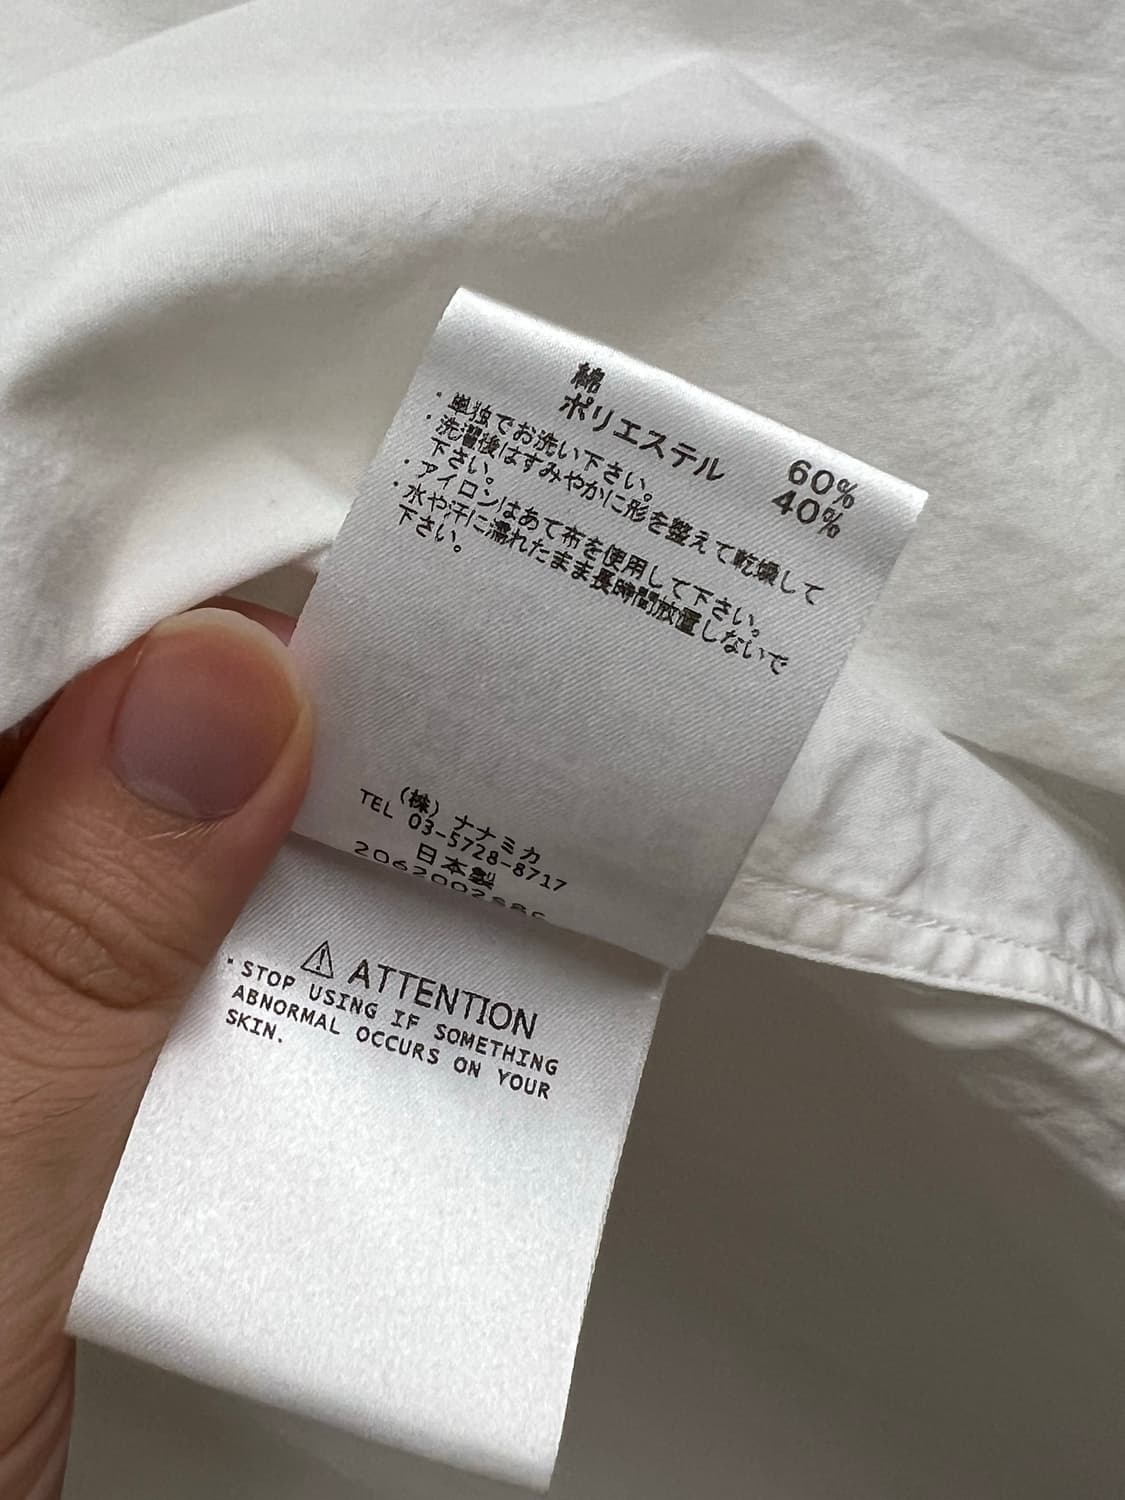 綿 60%
ポリエステル 40%
・単独でお洗い下さい。
・洗濯後はすみやかに形を整えて乾燥して
下さい。
・アイロンはあて布を使用して下さい。
・水や汗に濡れたまま長時間放置しないで
下さい。
(株)ナナミカ
TEL 03-5728-8717
日本製
⚠ ATTENTION
・STOP USING IF SOMETHING
ABNORMAL OCCURS ON YOUR
SKIN.